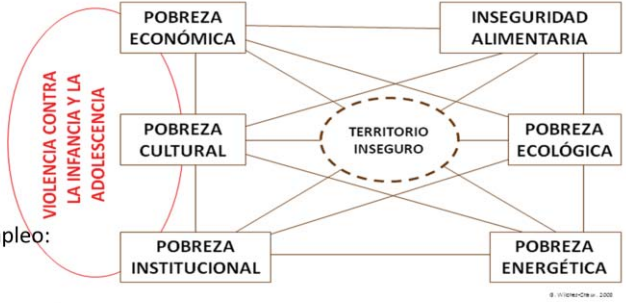 POBREZA
ECONÓMICA
INSEGURIDAD
ALIMENTARIA
VIOLENCIA CONTRA
LA INFANCIA Y LA
ADOLESCENCIA
POBREZA
CULTURAL
TERRITORIO
INSEGURO
POBREZA
ECOLÓGICA
pleo:
POBREZA
INSTITUCIONAL
POBREZA
ENERGÉTICA
2008